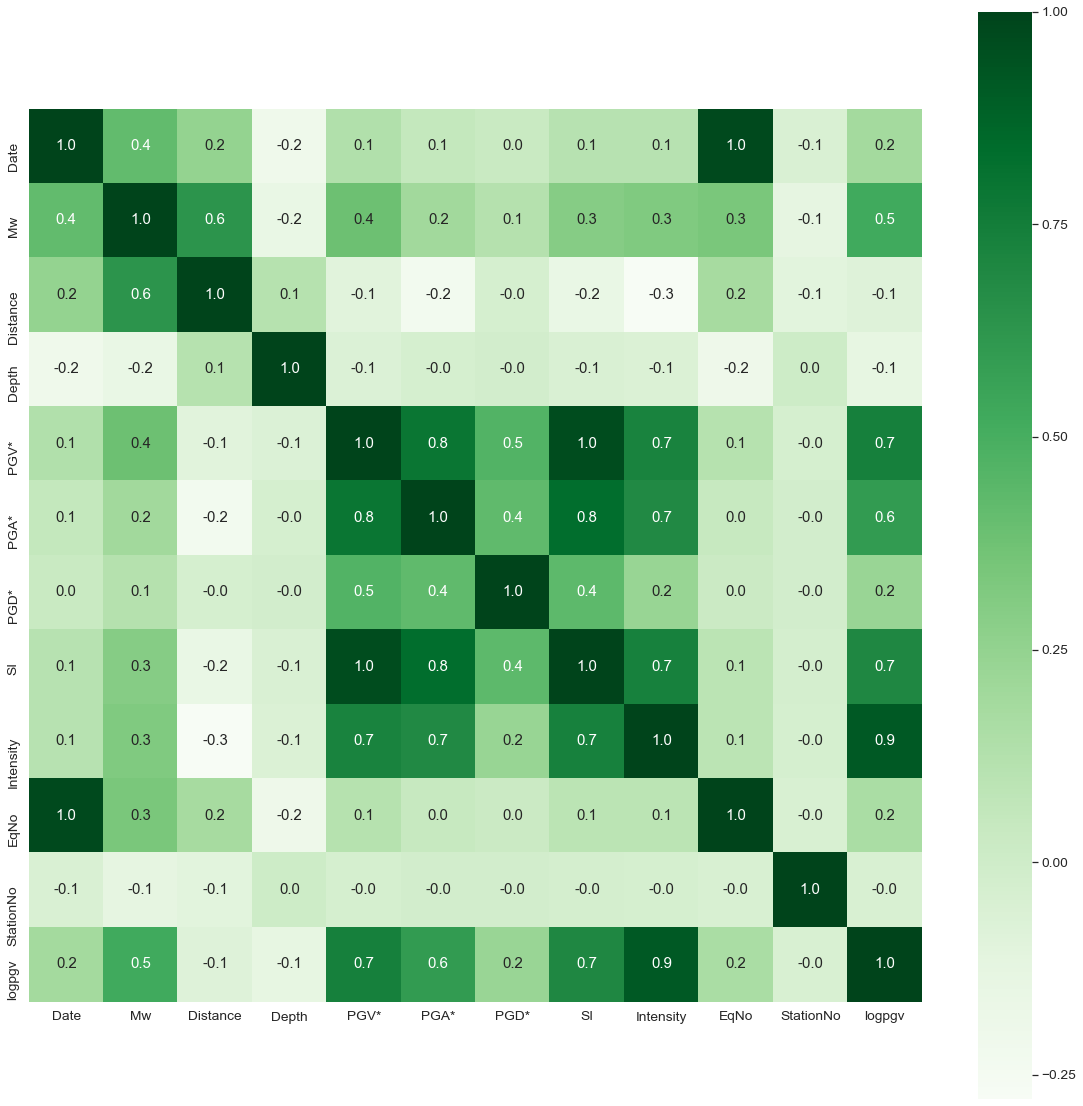 Date 1.0 0.4 0.2 -0.2 0.1 0.1 0.0 0.1 0.1 1.0 -0.1 0.2
Mw 0.4 1.0 0.6 -0.2 0.4 0.2 0.1 0.3 0.3 0.3 -0.1 0.5
Distance 0.2 0.6 1.0 0.1 -0.1 -0.2 -0.0 -0.2 -0.3 0.2 -0.1 -0.1
Depth -0.2 -0.2 0.1 1.0 -0.1 -0.0 -0.0 -0.1 -0.1 -0.2 0.0 -0.1
PGV* 0.1 0.4 -0.1 -0.1 1.0 0.8 0.5 1.0 0.7 0.1 -0.0 0.7
PGA* 0.1 0.2 -0.2 -0.0 0.8 1.0 0.4 0.8 0.7 0.0 -0.0 0.6
PGD* 0.0 0.1 -0.0 -0.0 0.5 0.4 1.0 0.4 0.2 0.0 -0.0 0.2
SI 0.1 0.3 -0.2 -0.1 1.0 0.8 0.4 1.0 0.7 0.1 -0.0 0.7
Intensity 0.1 0.3 -0.3 -0.1 0.7 0.7 0.2 0.7 1.0 0.1 -0.0 0.9
EqNo 1.0 0.3 0.2 -0.2 0.1 0.0 0.0 0.1 0.1 1.0 -0.0 0.2
StationNo -0.1 -0.1 -0.1 0.0 -0.0 -0.0 -0.0 -0.0 -0.0 -0.0 1.0 -0.0
logpgv 0.2 0.5 -0.1 -0.1 0.7 0.6 0.2 0.7 0.9 0.2 -0.0 1.0
Date Mw Distance Depth PGV* PGA* PGD* SI Intensity EqNo StationNo logpgv
1.00
0.75
0.50
0.25
0.00
−0.25